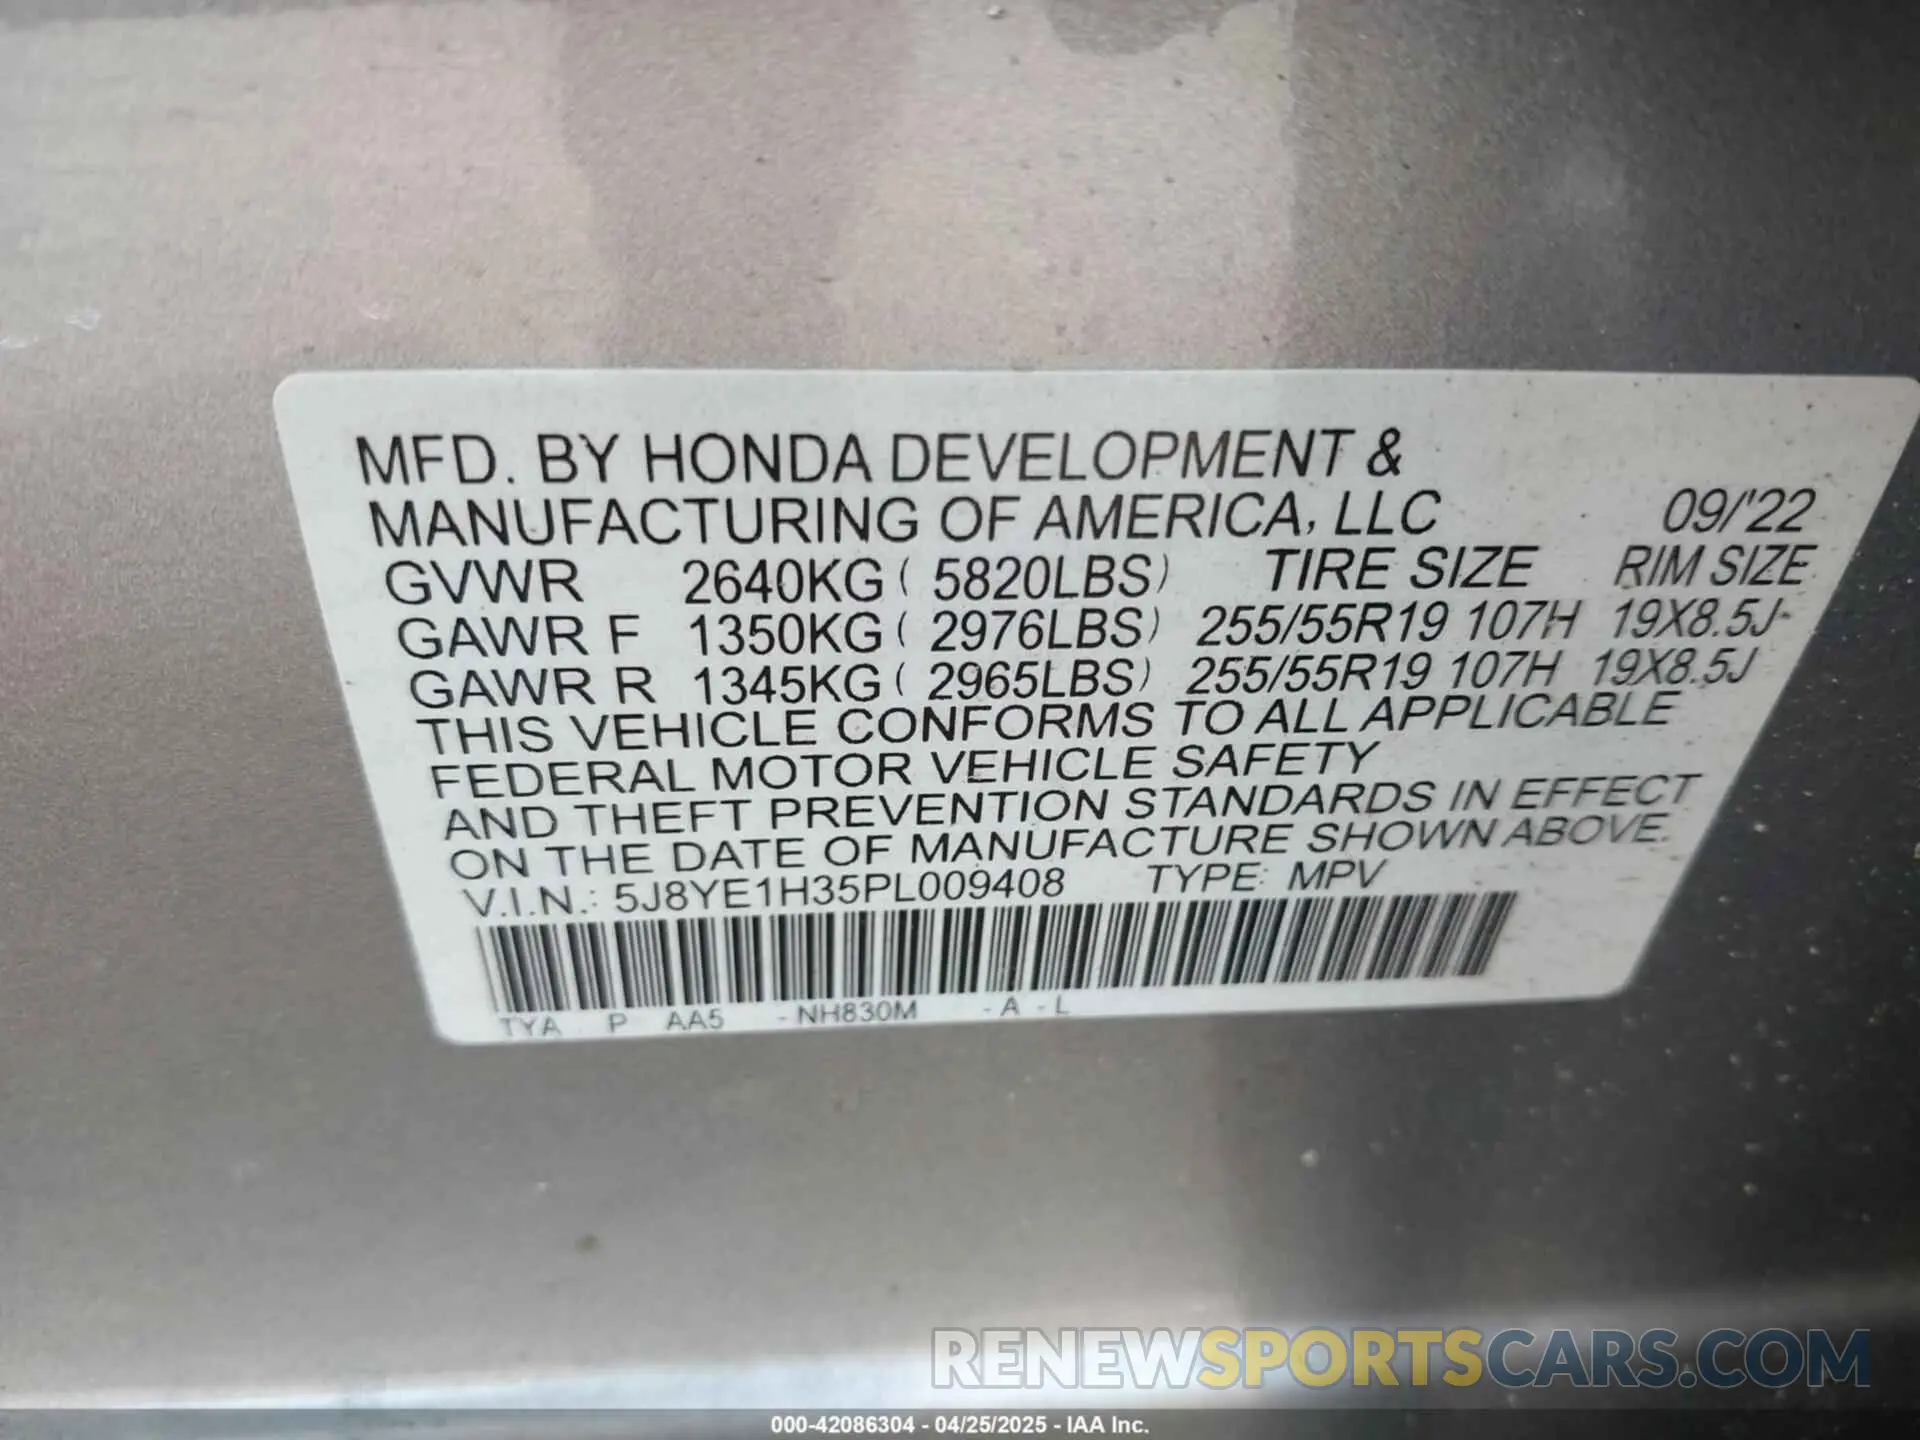 MFD. BY HONDA DEVELOPMENT &
MANUFACTURING OF AMERICA, LLC 09/'22
GVWR 2640KG ( 5820LBS) TIRE SIZE RIM SIZE
GAWR F 1350KG ( 2976LBS) 255/55R19 107H 19X8.5J
GAWR R 1345KG ( 2965LBS) 255/55R19 107H 19X8.5J
THIS VEHICLE CONFORMS TO ALL APPLICABLE
FEDERAL MOTOR VEHICLE SAFETY
AND THEFT PREVENTION STANDARDS IN EFFECT
ON THE DATE OF MANUFACTURE SHOWN ABOVE.
V.I.N.: 5J8YE1H35PL009408 TYPE: MPV
TYA P AA5 -NH830M -A -L
RENEWSPORTSCARS.COM
000-42086304 - 04/25/2025 - IAA Inc.